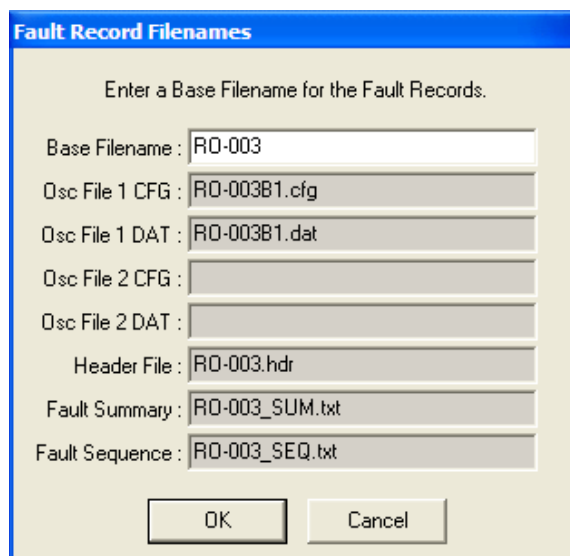 Fault Record Filenames
Enter a Base Filename for the Fault Records.
Base Filename : RO-003
Osc File 1 CFG : RO-003B1.cfg
Osc File 1 DAT : RO-003B1.dat
Osc File 2 CFG :
Osc File 2 DAT :
Header File : RO-003.hdr
Fault Summary : RO-003_SUM.txt
Fault Sequence : RO-003_SEQ.txt
OK Cancel